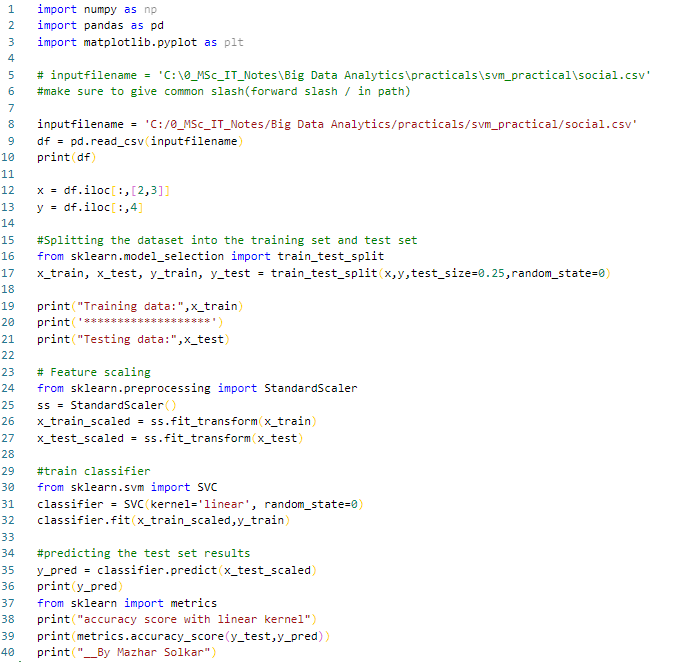 1 import numpy as np
2 import pandas as pd
3 import matplotlib.pyplot as plt
4
5 # inputfilename = 'C:\0_MSc_IT_Notes\Big Data Analytics\practicals\svm_practical\social.csv'
6 #make sure to give common slash(forward slash / in path)
7
8 inputfilename = 'C:/0_MSc_IT_Notes/Big Data Analytics/practicals/svm_practical/social.csv'
9 df = pd.read_csv(inputfilename)
10 print(df)
11
12 x = df.iloc[:,[2,3]]
13 y = df.iloc[:,4]
14
15 #Splitting the dataset into the training set and test set
16 from sklearn.model_selection import train_test_split
17 x_train, x_test, y_train, y_test = train_test_split(x,y,test_size=0.25,random_state=0)
18
19 print("Training data:",x_train)
20 print('*******************')
21 print("Testing data:",x_test)
22
23 # Feature scaling
24 from sklearn.preprocessing import StandardScaler
25 ss = StandardScaler()
26 x_train_scaled = ss.fit_transform(x_train)
27 x_test_scaled = ss.fit_transform(x_test)
28
29 #train classifier
30 from sklearn.svm import SVC
31 classifier = SVC(kernel='linear', random_state=0)
32 classifier.fit(x_train_scaled,y_train)
33
34 #predicting the test set results
35 y_pred = classifier.predict(x_test_scaled)
36 print(y_pred)
37 from sklearn import metrics
38 print("accuracy score with linear kernel")
39 print(metrics.accuracy_score(y_test,y_pred))
40 print("__By Mazhar Solkar")